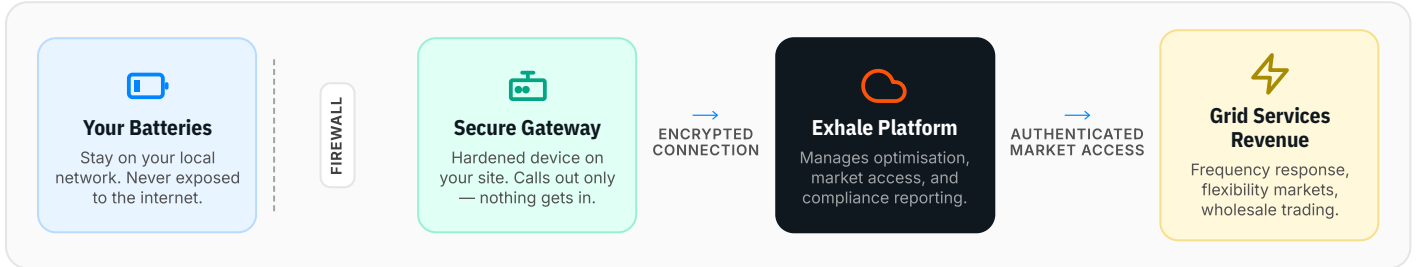 Your Batteries
Stay on your local
network. Never exposed
to the internet.
FIREWALL
Secure Gateway
Hardened device on
your site. Calls out only
— nothing gets in.
→
ENCRYPTED
CONNECTION
Exhale Platform
Manages optimisation,
market access, and
compliance reporting.
→
AUTHENTICATED
MARKET ACCESS
Grid Services
Revenue
Frequency response,
flexibility markets,
wholesale trading.